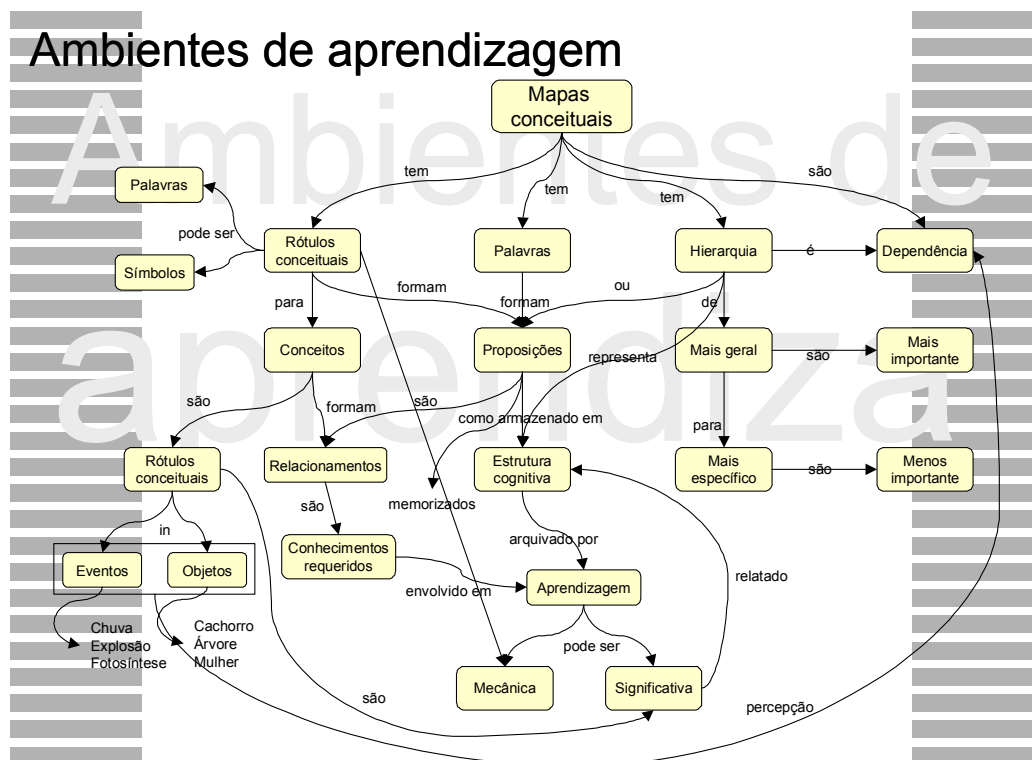 Ambientes de aprendizagem
Ambientes de
aprendiza
Mapas
conceituais
tem
tem
tem
são
Palavras
pode ser
Símbolos
Rótulos
conceituais
Palavras
Hierarquia
é
Dependência
para
formam
formam
ou
de
Conceitos
Proposições
representa
Mais geral
são
Mais
importante
são
formam
são
como armazenado em
para
Rótulos
conceituais
Relacionamentos
Estrutura
cognitiva
Mais
específico
são
Menos
importante
são
memorizados
in
arquivado por
Eventos
Objetos
Conhecimentos
requeridos
envolvido em
Aprendizagem
relatado
Chuva
Explosão
Fotosíntese
Cachorro
Árvore
Mulher
pode ser
são
Mecânica
Significativa
percepção